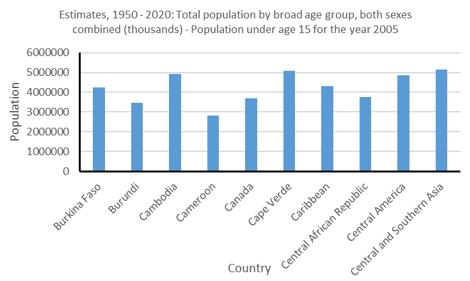 Estimates, 1950 - 2020: Total population by broad age group, both sexes
combined (thousands) - Population under age 15 for the year 2005
6000000
5000000
4000000
3000000
2000000
1000000
0
Population
Burkina Faso
Burundi
Cambodia
Cameroon
Canada
Cape Verde
Caribbean
Central African Republic
Central America
Central and Southern Asia
Country